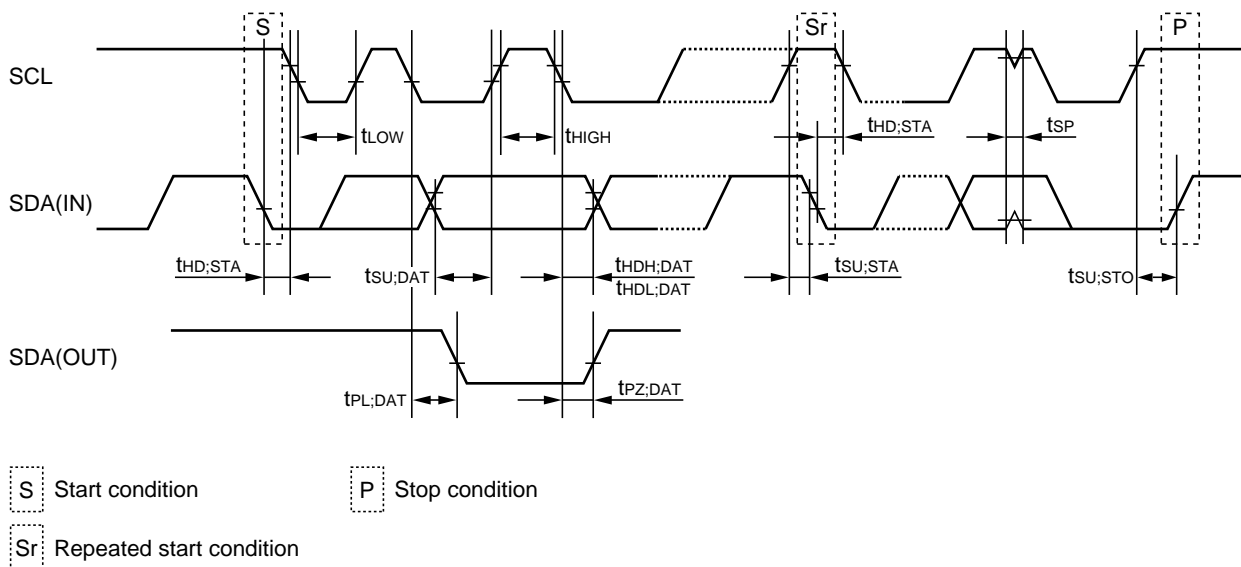 S Sr P
SCL
tLOW tHIGH tHD;STA tSP
SDA(IN)
tHD;STA tSU;DAT tHDH;DAT tSU;STA tSU;STO
tHDL;DAT
SDA(OUT)
tPL;DAT tPZ;DAT
S Start condition P Stop condition
Sr Repeated start condition